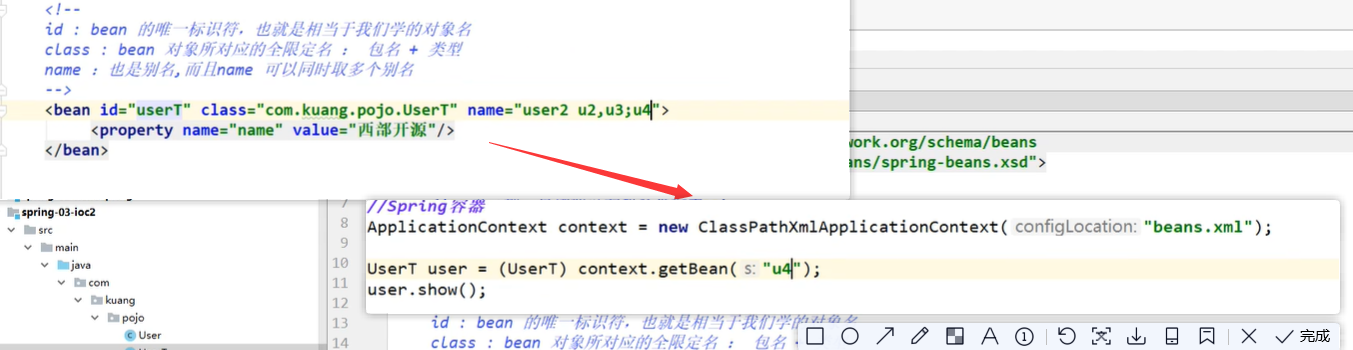 <!--
id : bean 的唯一标识符，也就是相当于我们学的对象名
class : bean 对象所对应的全限定名 ： 包名 + 类型
name : 也是别名,而且name 可以同时取多个别名
-->
<bean id="userT" class="com.kuang.pojo.UserT" name="user2 u2,u3;u4">
<property name="name" value="西部开源"/>
</bean>
work.org/schema/beans
ans/spring-beans.xsd">
spring-03-ioc2
src
main
java
com
kuang
pojo
User
7
8
9
10
11
12
13
14
//Spring容器
ApplicationContext context = new ClassPathXmlApplicationContext( configLocation: "beans.xml");
UserT user = (UserT) context.getBean( s: "u4");
user.show();
id : bean 的唯一标识符，也就是相当于我们学的对象名
class : bean 对象所对应的全限定名 ： 包名
完成